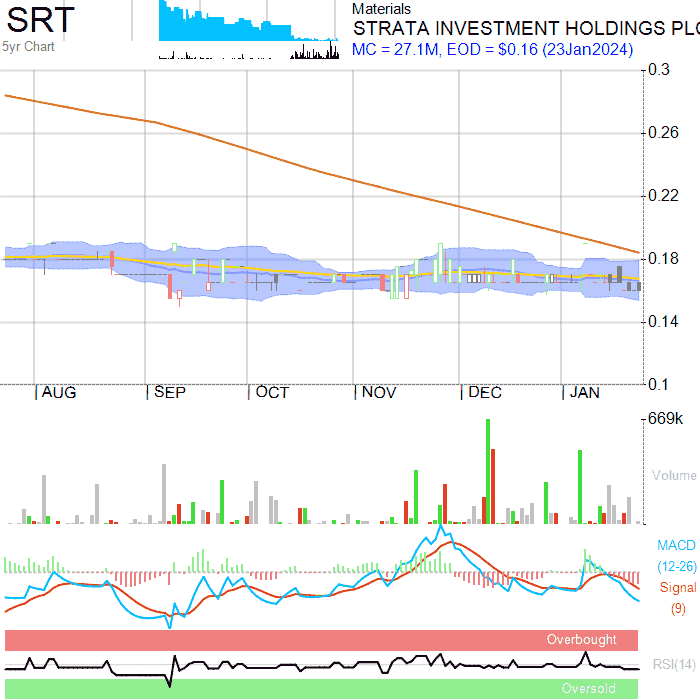 SRT
5yr Chart
Materials
STRATA INVESTMENT HOLDINGS PLC
MC = 27.1M, EOD = $0.16 (23Jan2024)
0.3
0.26
0.22
0.18
0.14
0.1
AUG SEP OCT NOV DEC JAN
669k
Volume
MACD
(12-26)
Signal
(9)
Overbought
RSI(14)
Oversold